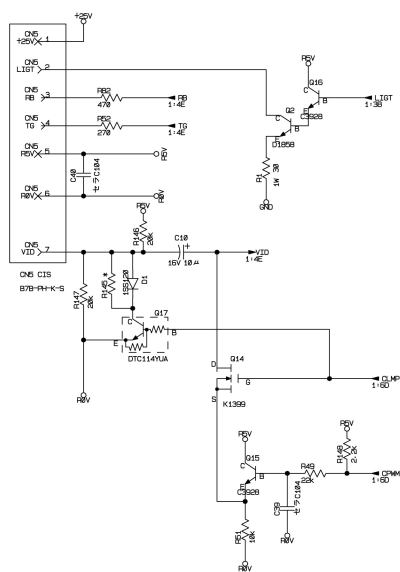 +25V
CN5
+25V 1
CN5
LIGT 2
CN5
RB 3
R82
470
RB
1:4E
CN5
TG 4
R52
270
TG
1:4E
CN5
R5V 5
R5V
C40
セラC104
CN5
R0V 6
R0V
R5V
Q16
C
B
E
C3928
LIGT
1:3B
Q2
C
B
E
D1858
R1
1W 30
GND
R5V
R146
20k
CN5
VID 7
C10
+
16V 10μ
VID
1:4E
CN5 CIS
B7B-PH-K-S
R147
20k
R145*
1SS120
D1
Q17
C
B
E
DTC114YUA
R0V
D
Q14
G
S
K1399
CLMP
1:6D
R5V
Q15
C
B
E
C3928
R49
22k
R5V
R148
2.2k
CPWM
1:6D
C39
セラC104
R0V
R51
10k
R0V